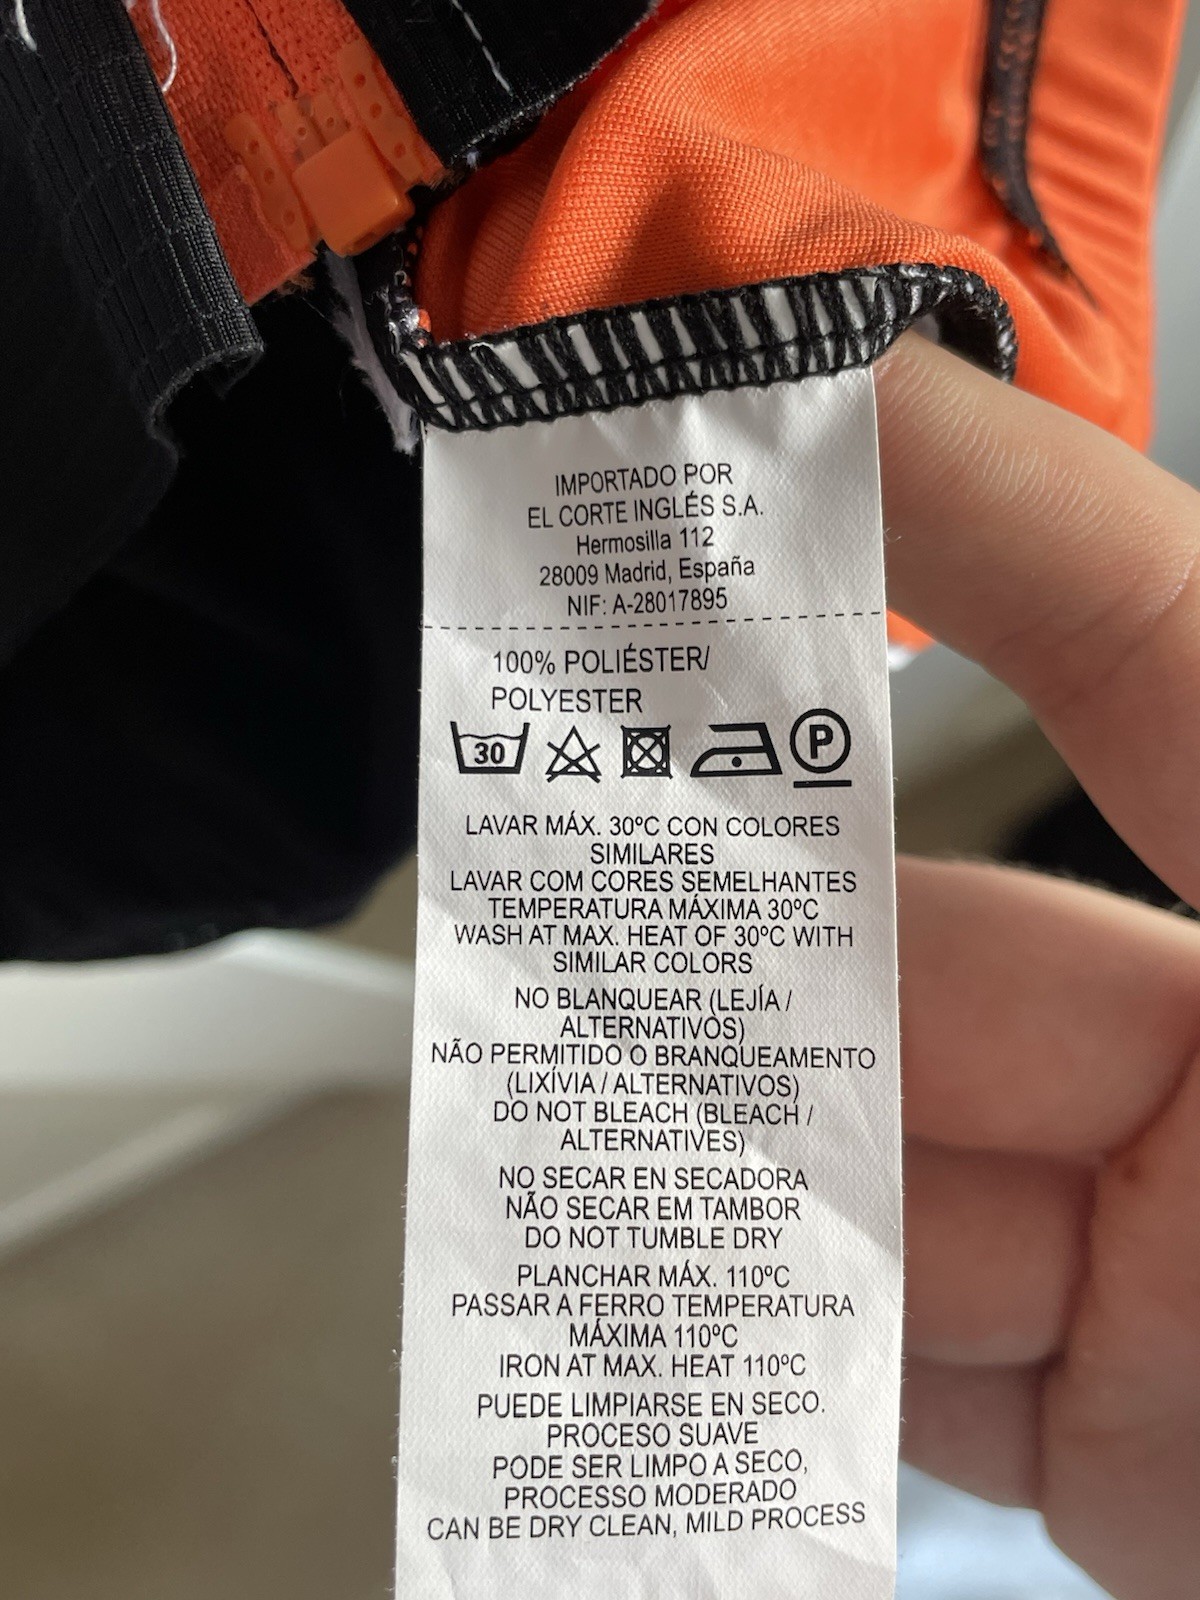 IMPORTADO POR
EL CORTE INGLÉS S.A.
Hermosilla 112
28009 Madrid, España
NIF: A-28017895
100% POLIÉSTER/
POLYESTER
30 P
LAVAR MÁX. 30ºC CON COLORES
SIMILARES
LAVAR COM CORES SEMELHANTES
TEMPERATURA MÁXIMA 30ºC
WASH AT MAX. HEAT OF 30ºC WITH
SIMILAR COLORS
NO BLANQUEAR (LEJÍA /
ALTERNATIVOS)
NÃO PERMITIDO O BRANQUEAMENTO
(LIXÍVIA / ALTERNATIVOS)
DO NOT BLEACH (BLEACH /
ALTERNATIVES)
NO SECAR EN SECADORA
NÃO SECAR EM TAMBOR
DO NOT TUMBLE DRY
PLANCHAR MÁX. 110ºC
PASSAR A FERRO TEMPERATURA
MÁXIMA 110ºC
IRON AT MAX. HEAT 110ºC
PUEDE LIMPIARSE EN SECO.
PROCESO SUAVE
PODE SER LIMPO A SECO,
PROCESSO MODERADO
CAN BE DRY CLEAN, MILD PROCESS